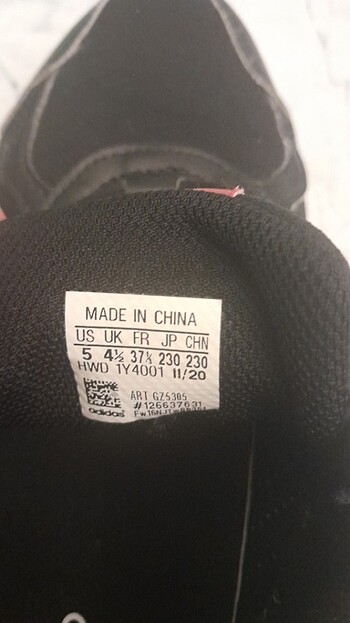 MADE IN CHINA
US UK FR JP CHN
5 4½ 37⅓ 230 230
HWD 1Y4001 11/20
ART GZ5305
#126637631
adidas